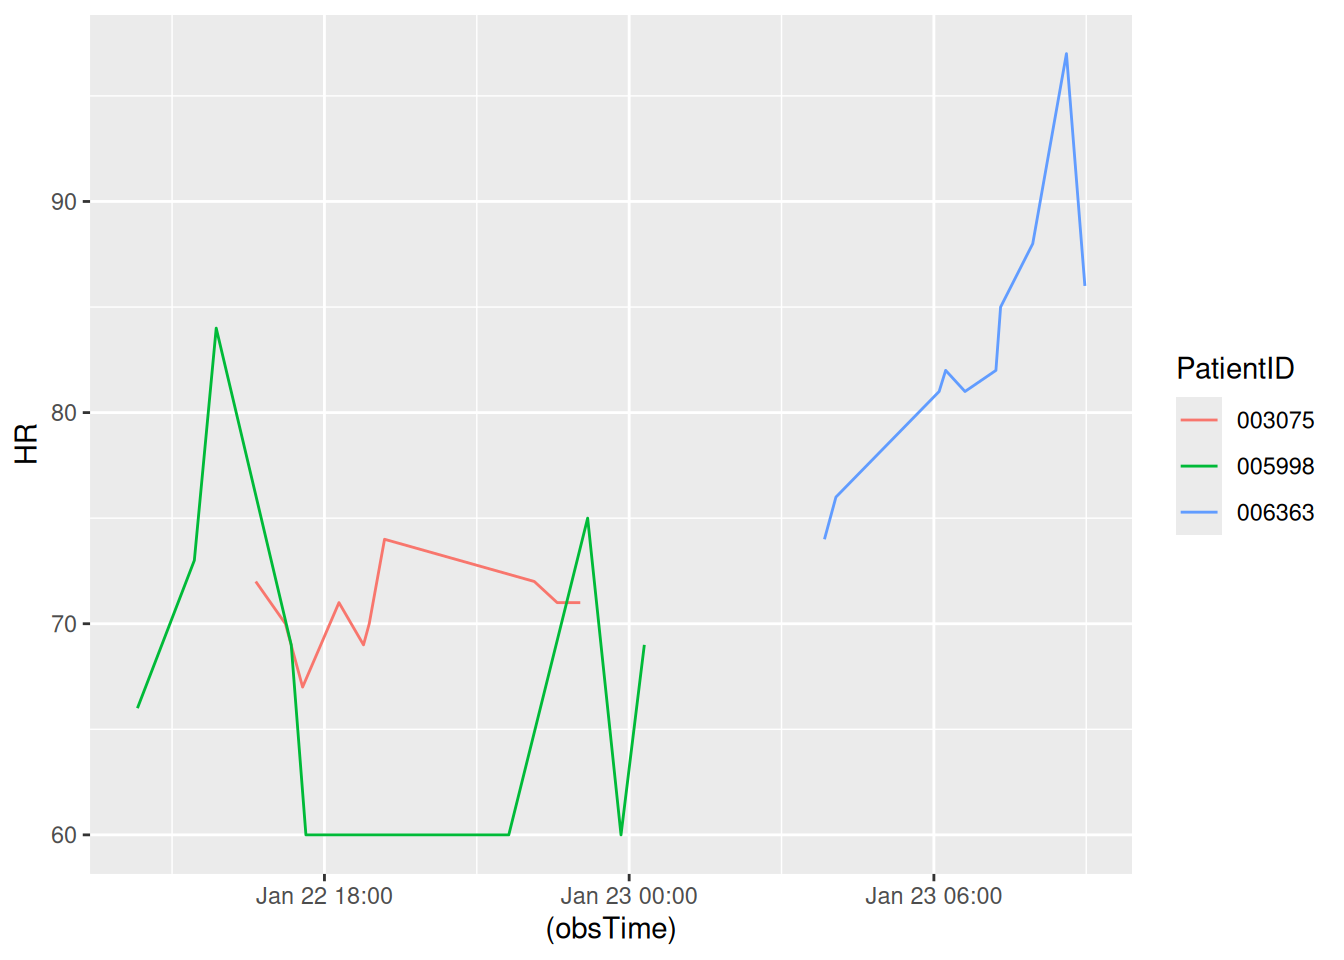 HR
90
80
70
60
Jan 22 18:00
Jan 23 00:00
Jan 23 06:00
(obsTime)
PatientID
003075
005998
006363